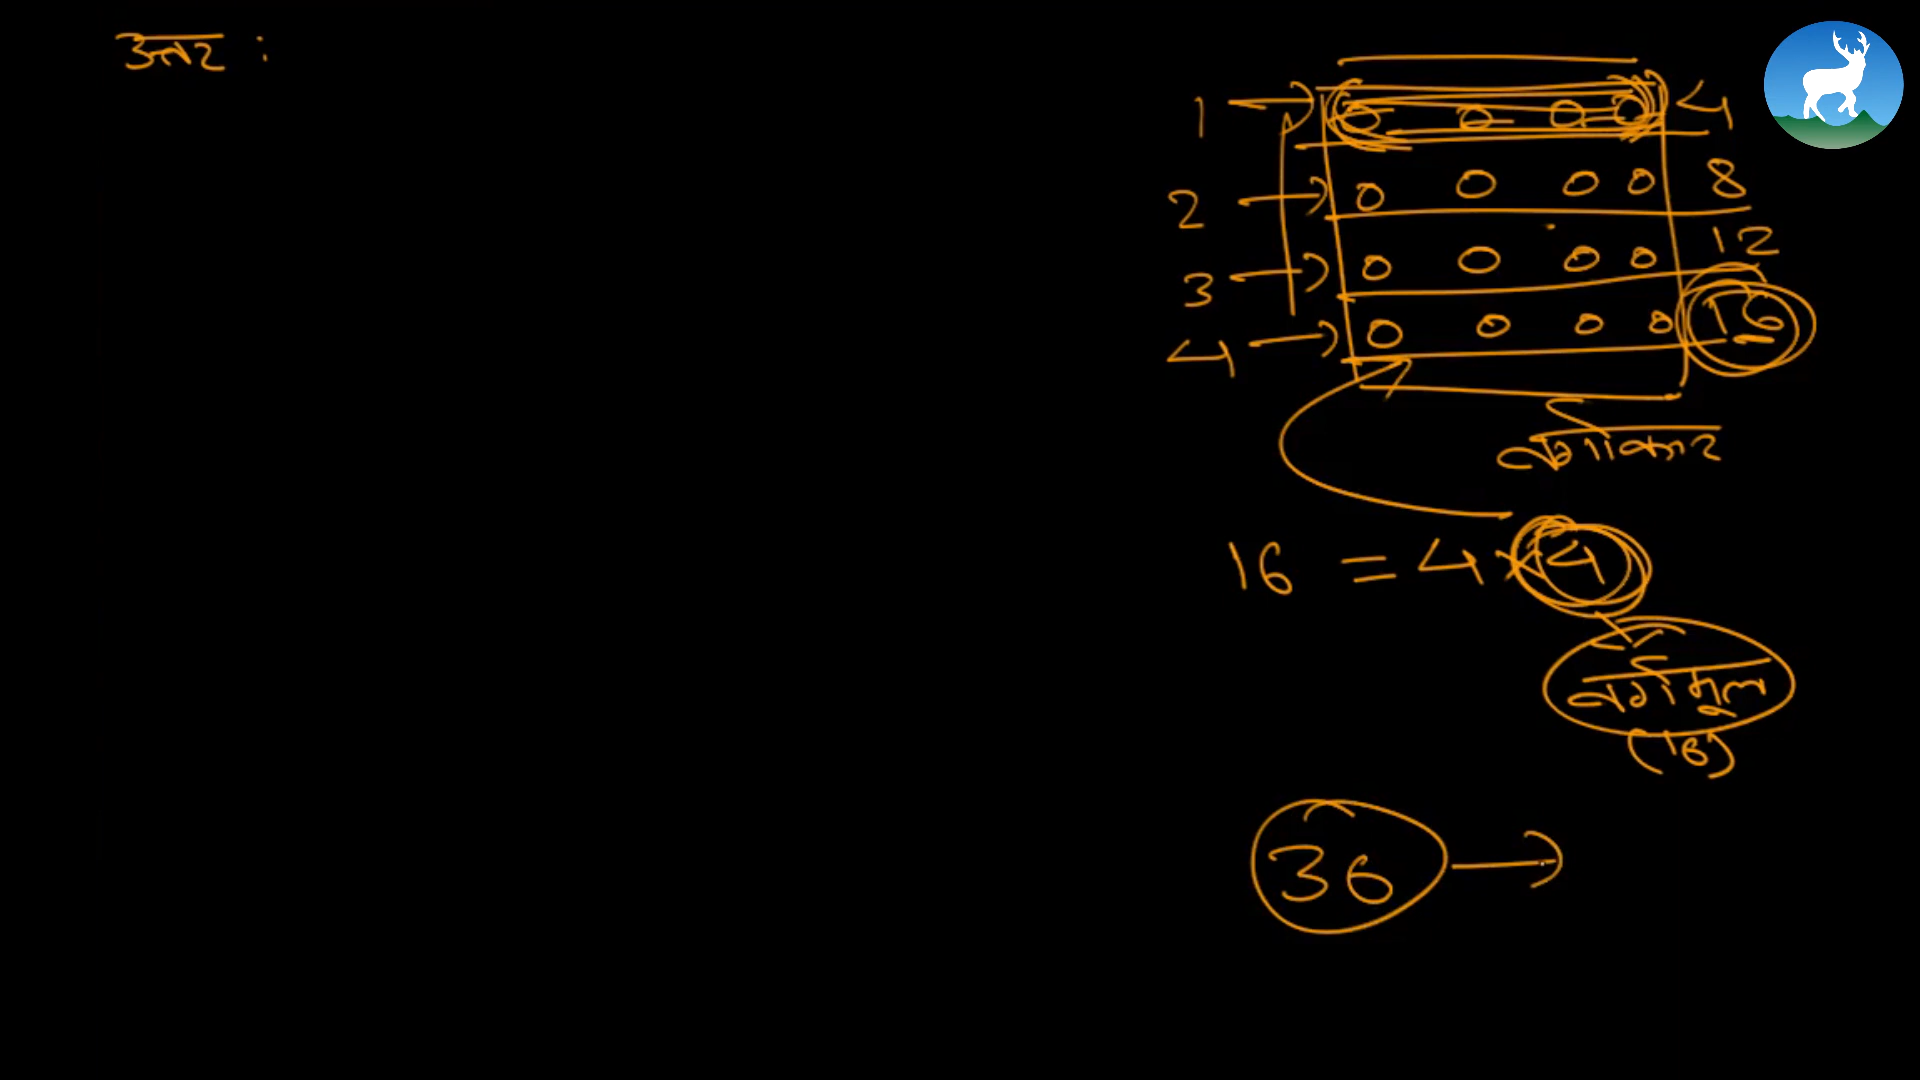 उत्तर :
1 → 4
2 → 8
3 → 12
4 → 16
वर्गाकार
16 = 4 × 4
वर्गमूल
(16)
36 →